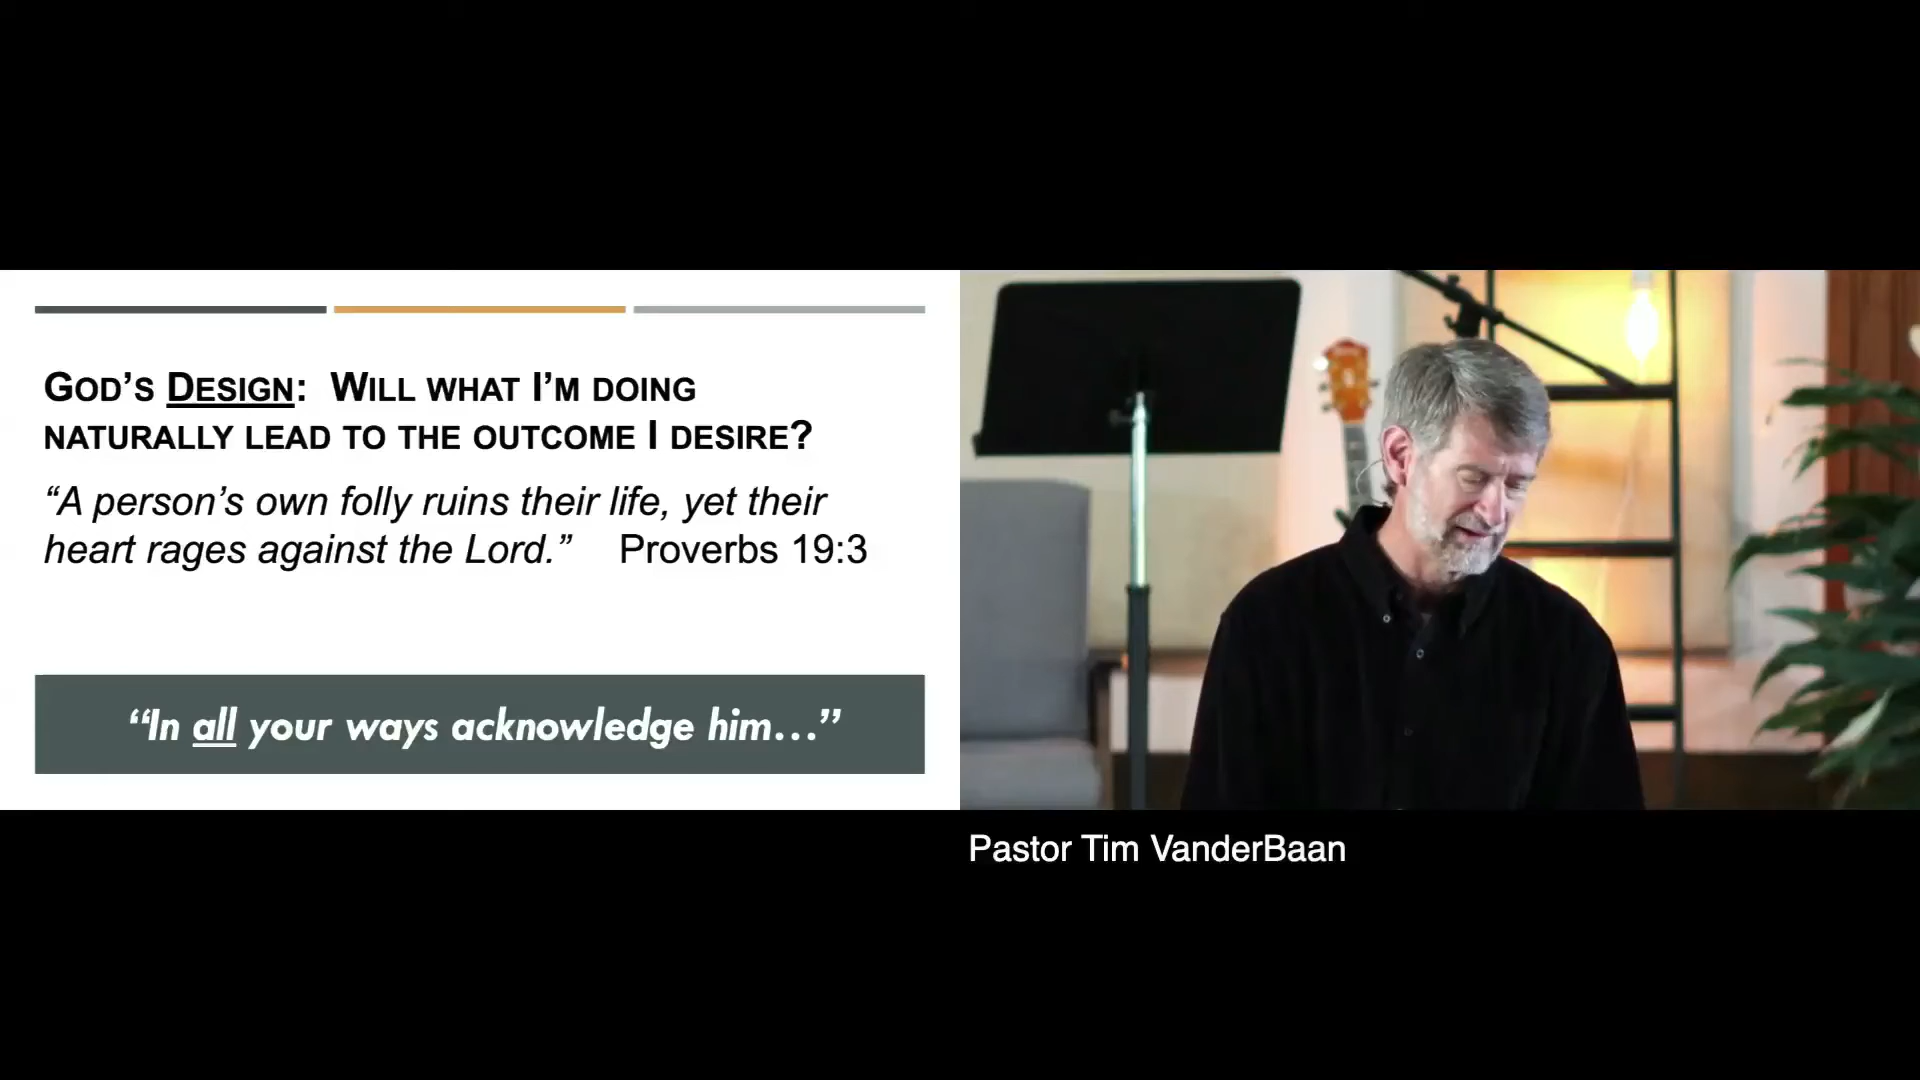 God’s Design: Will what I’m doing
naturally lead to the outcome I desire?
“A person’s own folly ruins their life, yet their
heart rages against the Lord.” Proverbs 19:3
“In all your ways acknowledge him…”
Pastor Tim VanderBaan